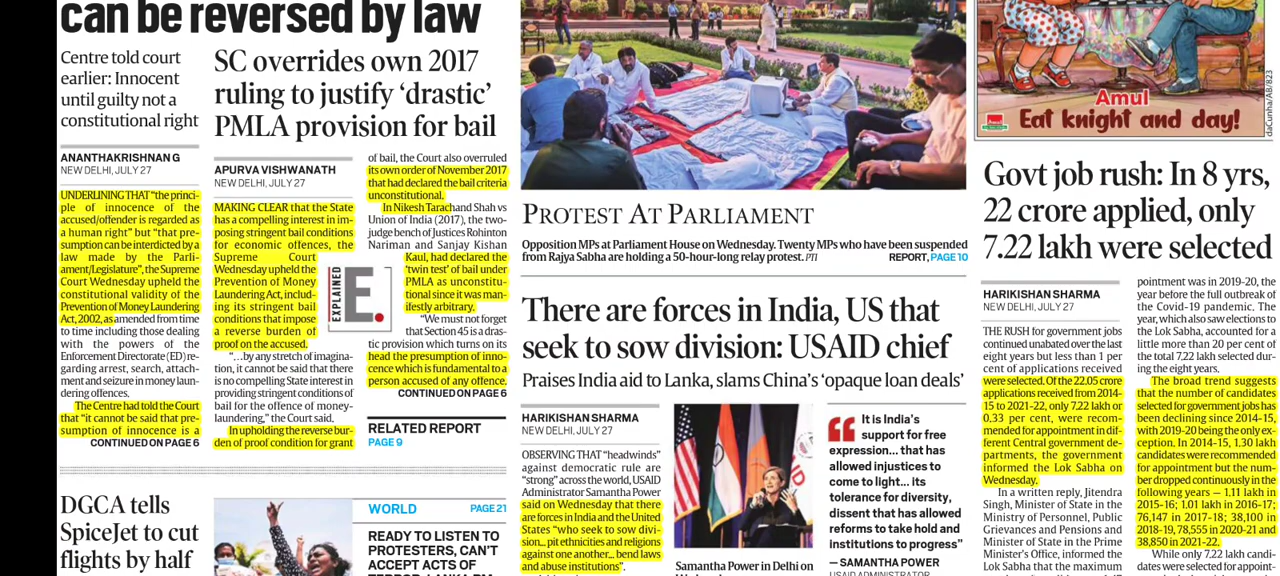 can be reversed by law
Centre told court
earlier: Innocent
until guilty not a
constitutional right
ANANTHAKRISHNAN G
NEW DELHI, JULY 27
UNDERLINING THAT “the princi-
ple of innocence of the
accused/offender is regarded as
a human right” but “that pre-
sumption can be interdicted by a
law made by the Parli-
ament/Legislature”, the Supreme
Court Wednesday upheld the
constitutional validity of the
Prevention of Money Laundering
Act, 2002, as amended from time
to time including those dealing
with the powers of the
Enforcement Directorate (ED) re-
garding arrest, search, attach-
ment and seizure in money laun-
dering offences.
The Centre had told the Court
that “it cannot be said that pre-
sumption of innocence is a
CONTINUED ON PAGE 6
SC overrides own 2017
ruling to justify ‘drastic’
PMLA provision for bail
APURVA VISHWANATH
NEW DELHI, JULY 27
MAKING CLEAR that the State
has a compelling interest in im-
posing stringent bail conditions
for economic offences, the
Supreme Court
Wednesday upheld the
Prevention of Money
Laundering Act, includ-
ing its stringent bail
conditions that impose
a reverse burden of
proof on the accused.
“...by any stretch of imagina-
tion, it cannot be said that there
is no compelling State interest in
providing stringent conditions of
bail for the offence of money-
laundering,” the Court said.
In upholding the reverse bur-
den of proof condition for grant
EXPLAINED
E.
of bail, the Court also overruled
its own order of November 2017
that had declared the bail criteria
unconstitutional.
In Nikesh Tarachand Shah vs
Union of India (2017), the two-
judge bench of Justices Rohinton
Nariman and Sanjay Kishan
Kaul, had declared the
‘twin test’ of bail under
PMLA as unconstitu-
tional since it was man-
ifestly arbitrary.
“We must not forget
that Section 45 is a dras-
tic provision which turns on its
head the presumption of inno-
cence which is fundamental to a
person accused of any offence.
CONTINUED ON PAGE 6
RELATED REPORT
PAGE 9
DGCA tells
SpiceJet to cut
flights by half
WORLD PAGE 21
READY TO LISTEN TO
PROTESTERS, CAN’T
ACCEPT ACTS OF
PROTEST AT PARLIAMENT
Opposition MPs at Parliament House on Wednesday. Twenty MPs who have been suspended
from Rajya Sabha are holding a 50-hour-long relay protest. PTI REPORT, PAGE 10
There are forces in India, US that
seek to sow division: USAID chief
Praises India aid to Lanka, slams China’s ‘opaque loan deals’
HARIKISHAN SHARMA
NEW DELHI, JULY 27
OBSERVING THAT “headwinds”
against democratic rule are
“strong” across the world, USAID
Administrator Samantha Power
said on Wednesday that there
are forces in India and the United
States “who seek to sow divi-
sion... pit ethnicities and religions
against one another... bend laws
and abuse institutions”.
Samantha Power in Delhi on
It is India’s
support for free
expression... that has
allowed injustices to
come to light... its
tolerance for diversity,
dissent that has allowed
reforms to take hold and
institutions to progress”
— SAMANTHA POWER
USAID ADMINISTRATOR
Amul
Eat knight and day!
daCunha/AB/823
Govt job rush: In 8 yrs,
22 crore applied, only
7.22 lakh were selected
HARIKISHAN SHARMA
NEW DELHI, JULY 27
THE RUSH for government jobs
continued unabated over the last
eight years but less than 1 per
cent of applications received
were selected. Of the 22.05 crore
applications received from 2014-
15 to 2021-22, only 7.22 lakh or
0.33 per cent, were recom-
mended for appointment in dif-
ferent Central government de-
partments, the government
informed the Lok Sabha on
Wednesday.
In a written reply, Jitendra
Singh, Minister of State in the
Ministry of Personnel, Public
Grievances and Pensions and
Minister of State in the Prime
Minister’s Office, informed the
Lok Sabha that the maximum
pointment was in 2019-20, the
year before the full outbreak of
the Covid-19 pandemic. The
year, which also saw elections to
the Lok Sabha, accounted for a
little more than 20 per cent of
the total 7.22 lakh selected dur-
ing the eight years.
The broad trend suggests
that the number of candidates
selected for government jobs has
been declining since 2014-15,
with 2019-20 being the only ex-
ception. In 2014-15, 1.30 lakh
candidates were recommended
for appointment but the num-
ber dropped continuously in the
following years — 1.11 lakh in
2015-16; 1.01 lakh in 2016-17;
76,147 in 2017-18; 38,100 in
2018-19, 78,555 in 2020-21 and
38,850 in 2021-22.
While only 7.22 lakh candi-
dates were selected for appoint-